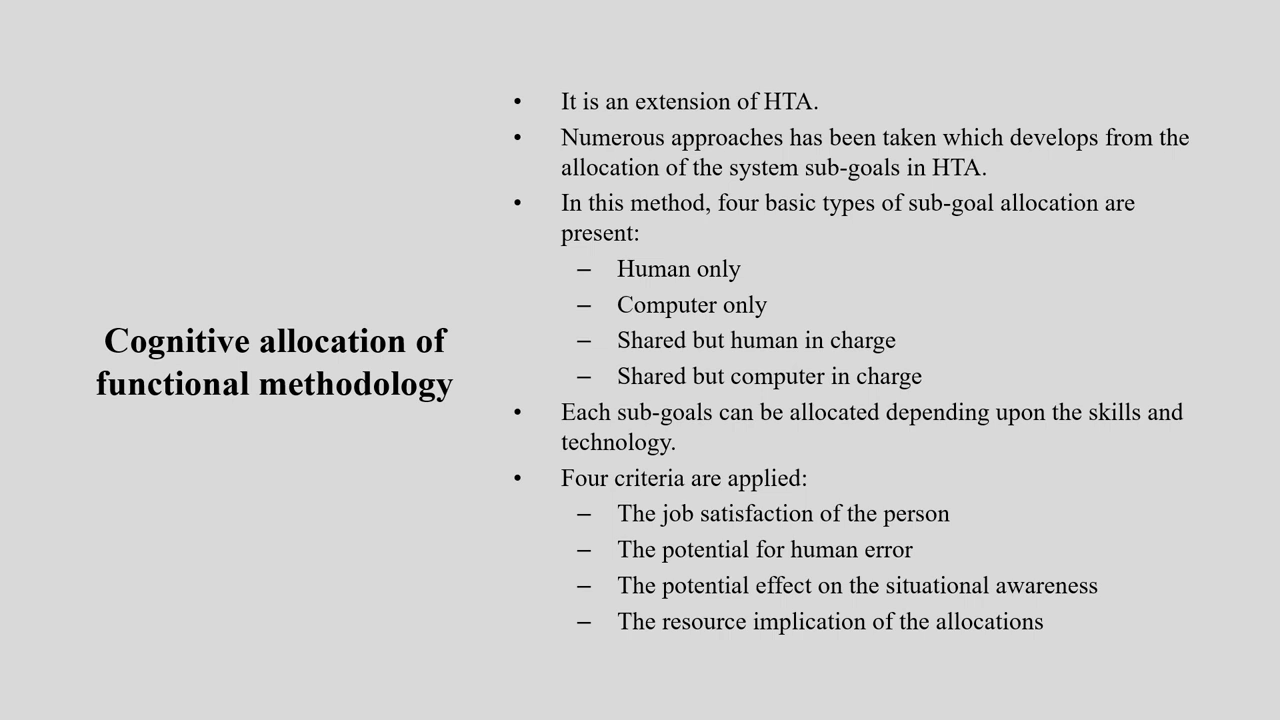 Cognitive allocation of
functional methodology
• It is an extension of HTA.
• Numerous approaches has been taken which develops from the
allocation of the system sub-goals in HTA.
• In this method, four basic types of sub-goal allocation are
present:
– Human only
– Computer only
– Shared but human in charge
– Shared but computer in charge
• Each sub-goals can be allocated depending upon the skills and
technology.
• Four criteria are applied:
– The job satisfaction of the person
– The potential for human error
– The potential effect on the situational awareness
– The resource implication of the allocations